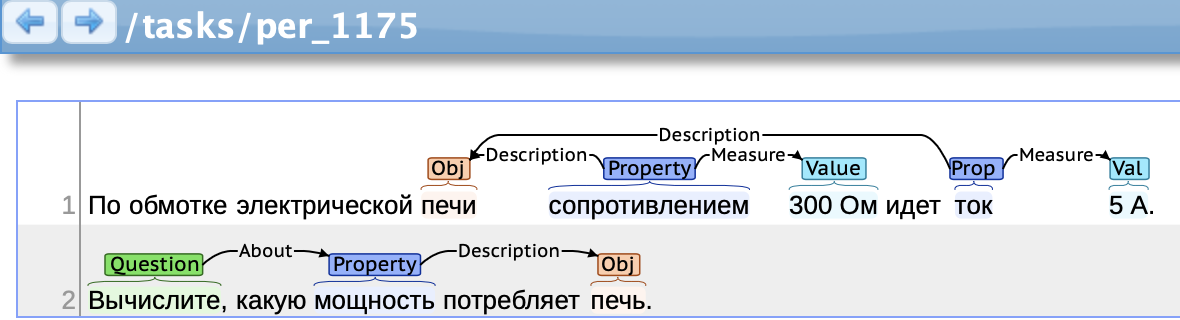 /tasks/per_1175
Description
Description Measure Measure
Obj Property Value Prop Val
1 По обмотке электрической печи сопротивлением 300 Ом идет ток 5 А.
About Description
Question Property Obj
2 Вычислите, какую мощность потребляет печь.